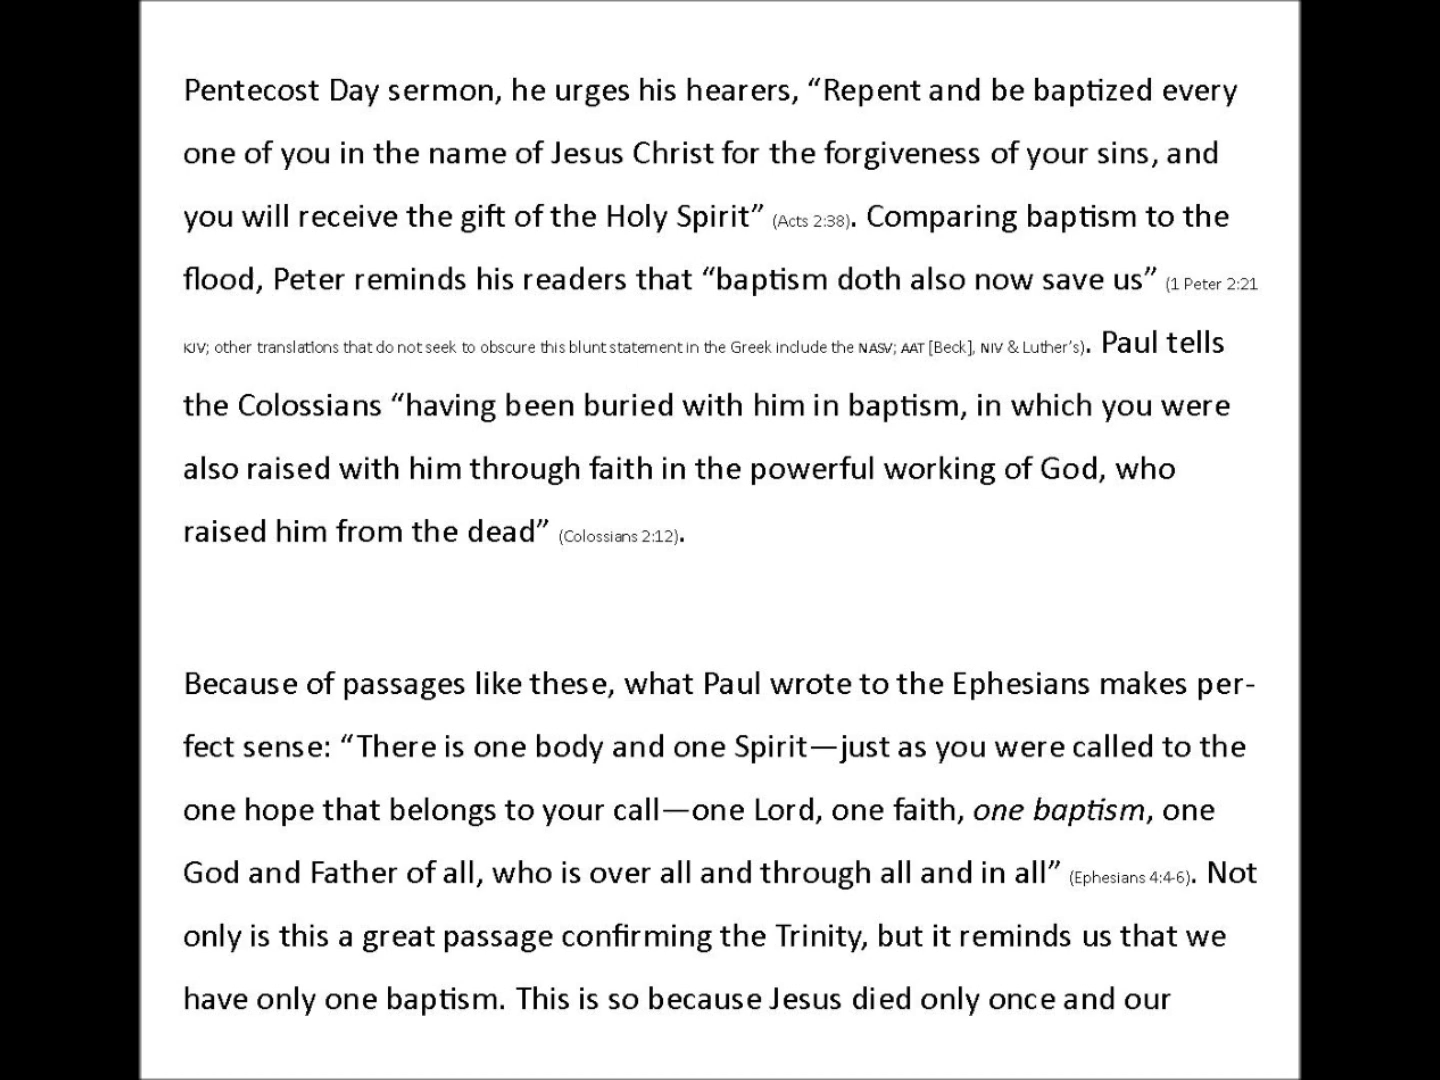 Pentecost Day sermon, he urges his hearers, “Repent and be baptized every
one of you in the name of Jesus Christ for the forgiveness of your sins, and
you will receive the gift of the Holy Spirit” (Acts 2:38). Comparing baptism to the
flood, Peter reminds his readers that “baptism doth also now save us” (1 Peter 2:21
KJV; other translations that do not seek to obscure this blunt statement in the Greek include the NASV; AAT [Beck], NIV & Luther’s). Paul tells
the Colossians “having been buried with him in baptism, in which you were
also raised with him through faith in the powerful working of God, who
raised him from the dead” (Colossians 2:12).
Because of passages like these, what Paul wrote to the Ephesians makes per-
fect sense: “There is one body and one Spirit—just as you were called to the
one hope that belongs to your call—one Lord, one faith, one baptism, one
God and Father of all, who is over all and through all and in all” (Ephesians 4:4-6). Not
only is this a great passage confirming the Trinity, but it reminds us that we
have only one baptism. This is so because Jesus died only once and our